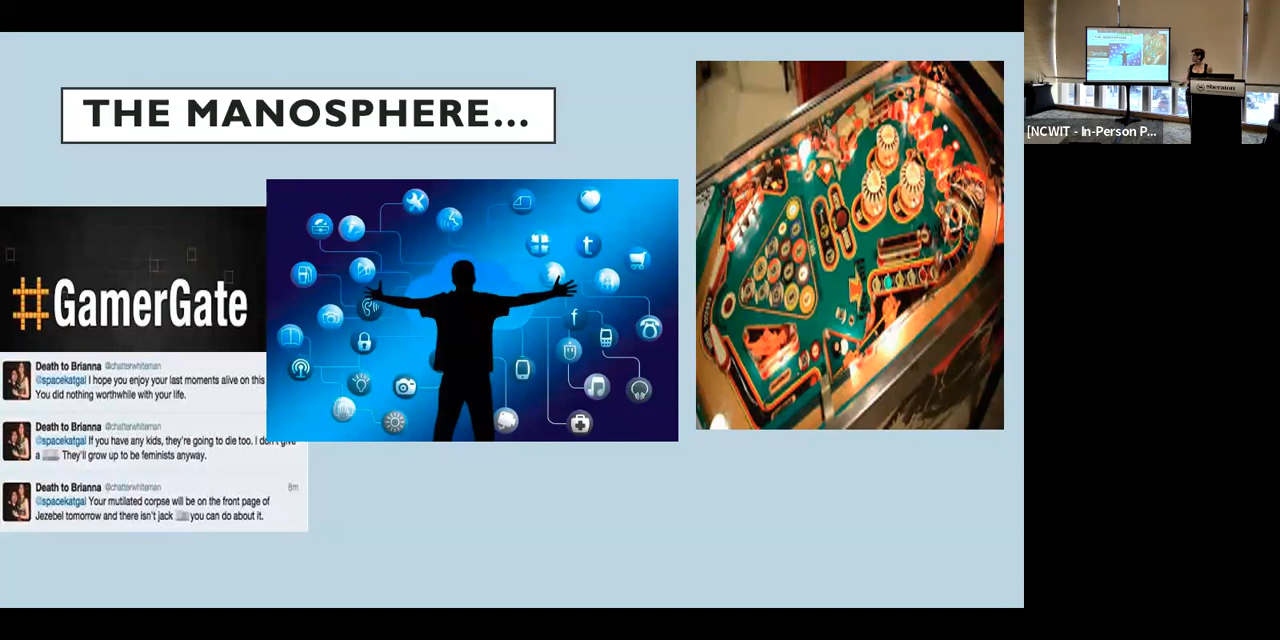 THE MANOSPHERE...
#GamerGate
Death to Brianna @chatterwhiteman
@spacekatgal I hope you enjoy your last moments alive on this
You did nothing worthwhile with your life.
Death to Brianna @chatterwhiteman
@spacekatgal If you have any kids, they're going to die too. I don't give
a They'll grow up to be feminists anyway.
Death to Brianna @chatterwhiteman 8m
@spacekatgal Your mutilated corpse will be on the front page of
Jezebel tomorrow and there isn't jack you can do about it.
t
f
Sheraton
[NCWIT - In-Person P...